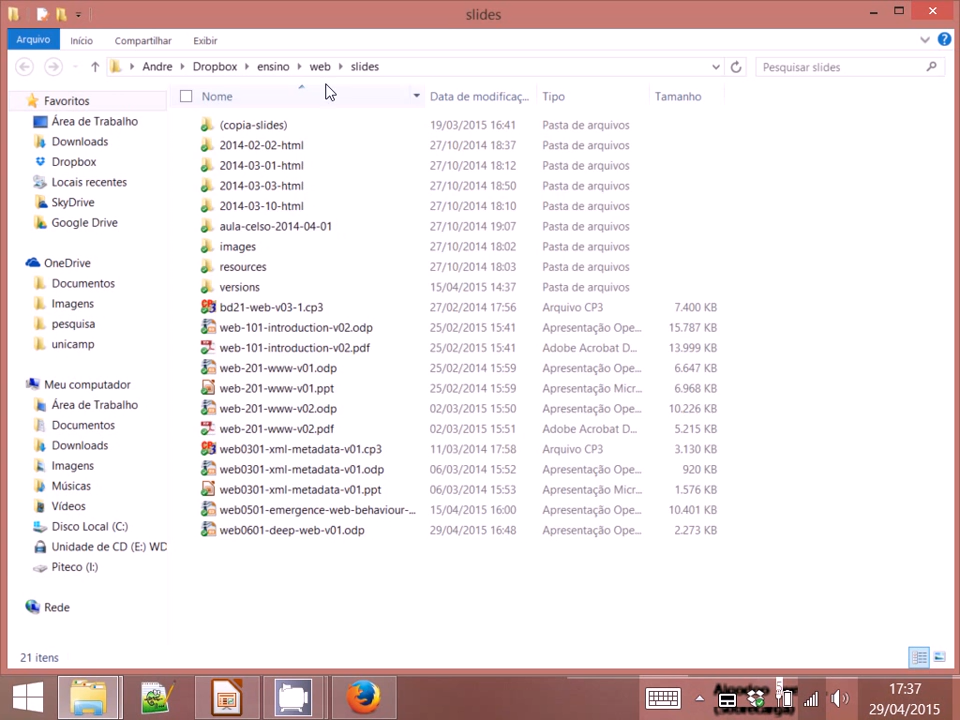 slides
Arquivo Início Compartilhar Exibir
Andre Dropbox ensino web slides Pesquisar slides
Nome Data de modificaç... Tipo Tamanho
(copia-slides) 19/03/2015 16:41 Pasta de arquivos
2014-02-02-html 27/10/2014 18:37 Pasta de arquivos
2014-03-01-html 27/10/2014 18:12 Pasta de arquivos
2014-03-03-html 27/10/2014 18:50 Pasta de arquivos
2014-03-10-html 27/10/2014 18:10 Pasta de arquivos
aula-celso-2014-04-01 27/10/2014 19:07 Pasta de arquivos
images 27/10/2014 18:02 Pasta de arquivos
resources 27/10/2014 18:03 Pasta de arquivos
versions 15/04/2015 14:37 Pasta de arquivos
bd21-web-v03-1.cp3 27/02/2014 17:56 Arquivo CP3 7.400 KB
web-101-introduction-v02.odp 25/02/2015 15:41 Apresentação Ope... 15.787 KB
web-101-introduction-v02.pdf 25/02/2015 15:41 Adobe Acrobat D... 13.999 KB
web-201-www-v01.odp 25/02/2015 15:59 Apresentação Ope... 6.647 KB
web-201-www-v01.ppt 25/02/2015 15:59 Apresentação Micr... 6.968 KB
web-201-www-v02.odp 02/03/2015 15:50 Apresentação Ope... 10.226 KB
web-201-www-v02.pdf 02/03/2015 15:51 Adobe Acrobat D... 5.215 KB
web0301-xml-metadata-v01.cp3 11/03/2014 17:58 Arquivo CP3 3.130 KB
web0301-xml-metadata-v01.odp 06/03/2014 15:52 Apresentação Ope... 920 KB
web0301-xml-metadata-v01.ppt 06/03/2014 15:53 Apresentação Micr... 1.576 KB
web0501-emergence-web-behaviour-... 15/04/2015 16:00 Apresentação Ope... 10.401 KB
web0601-deep-web-v01.odp 29/04/2015 16:48 Apresentação Ope... 2.273 KB
Favoritos
Área de Trabalho
Downloads
Dropbox
Locais recentes
SkyDrive
Google Drive
OneDrive
Documentos
Imagens
pesquisa
unicamp
Meu computador
Área de Trabalho
Documentos
Downloads
Imagens
Músicas
Vídeos
Disco Local (C:)
Unidade de CD (E:) WD
Piteco (I:)
Rede
21 itens
17:37
29/04/2015